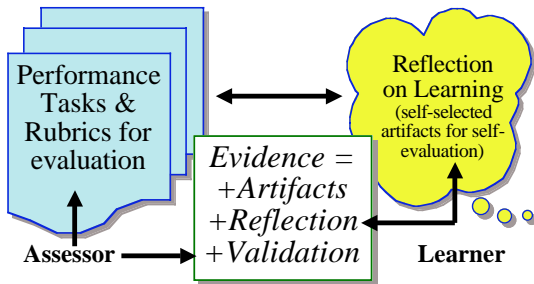 Performance
Tasks &
Rubrics for
evaluation
Reflection
on Learning
(self-selected
artifacts for self-
evaluation)
Evidence =
+Artifacts
+Reflection
+Validation
Assessor
Learner